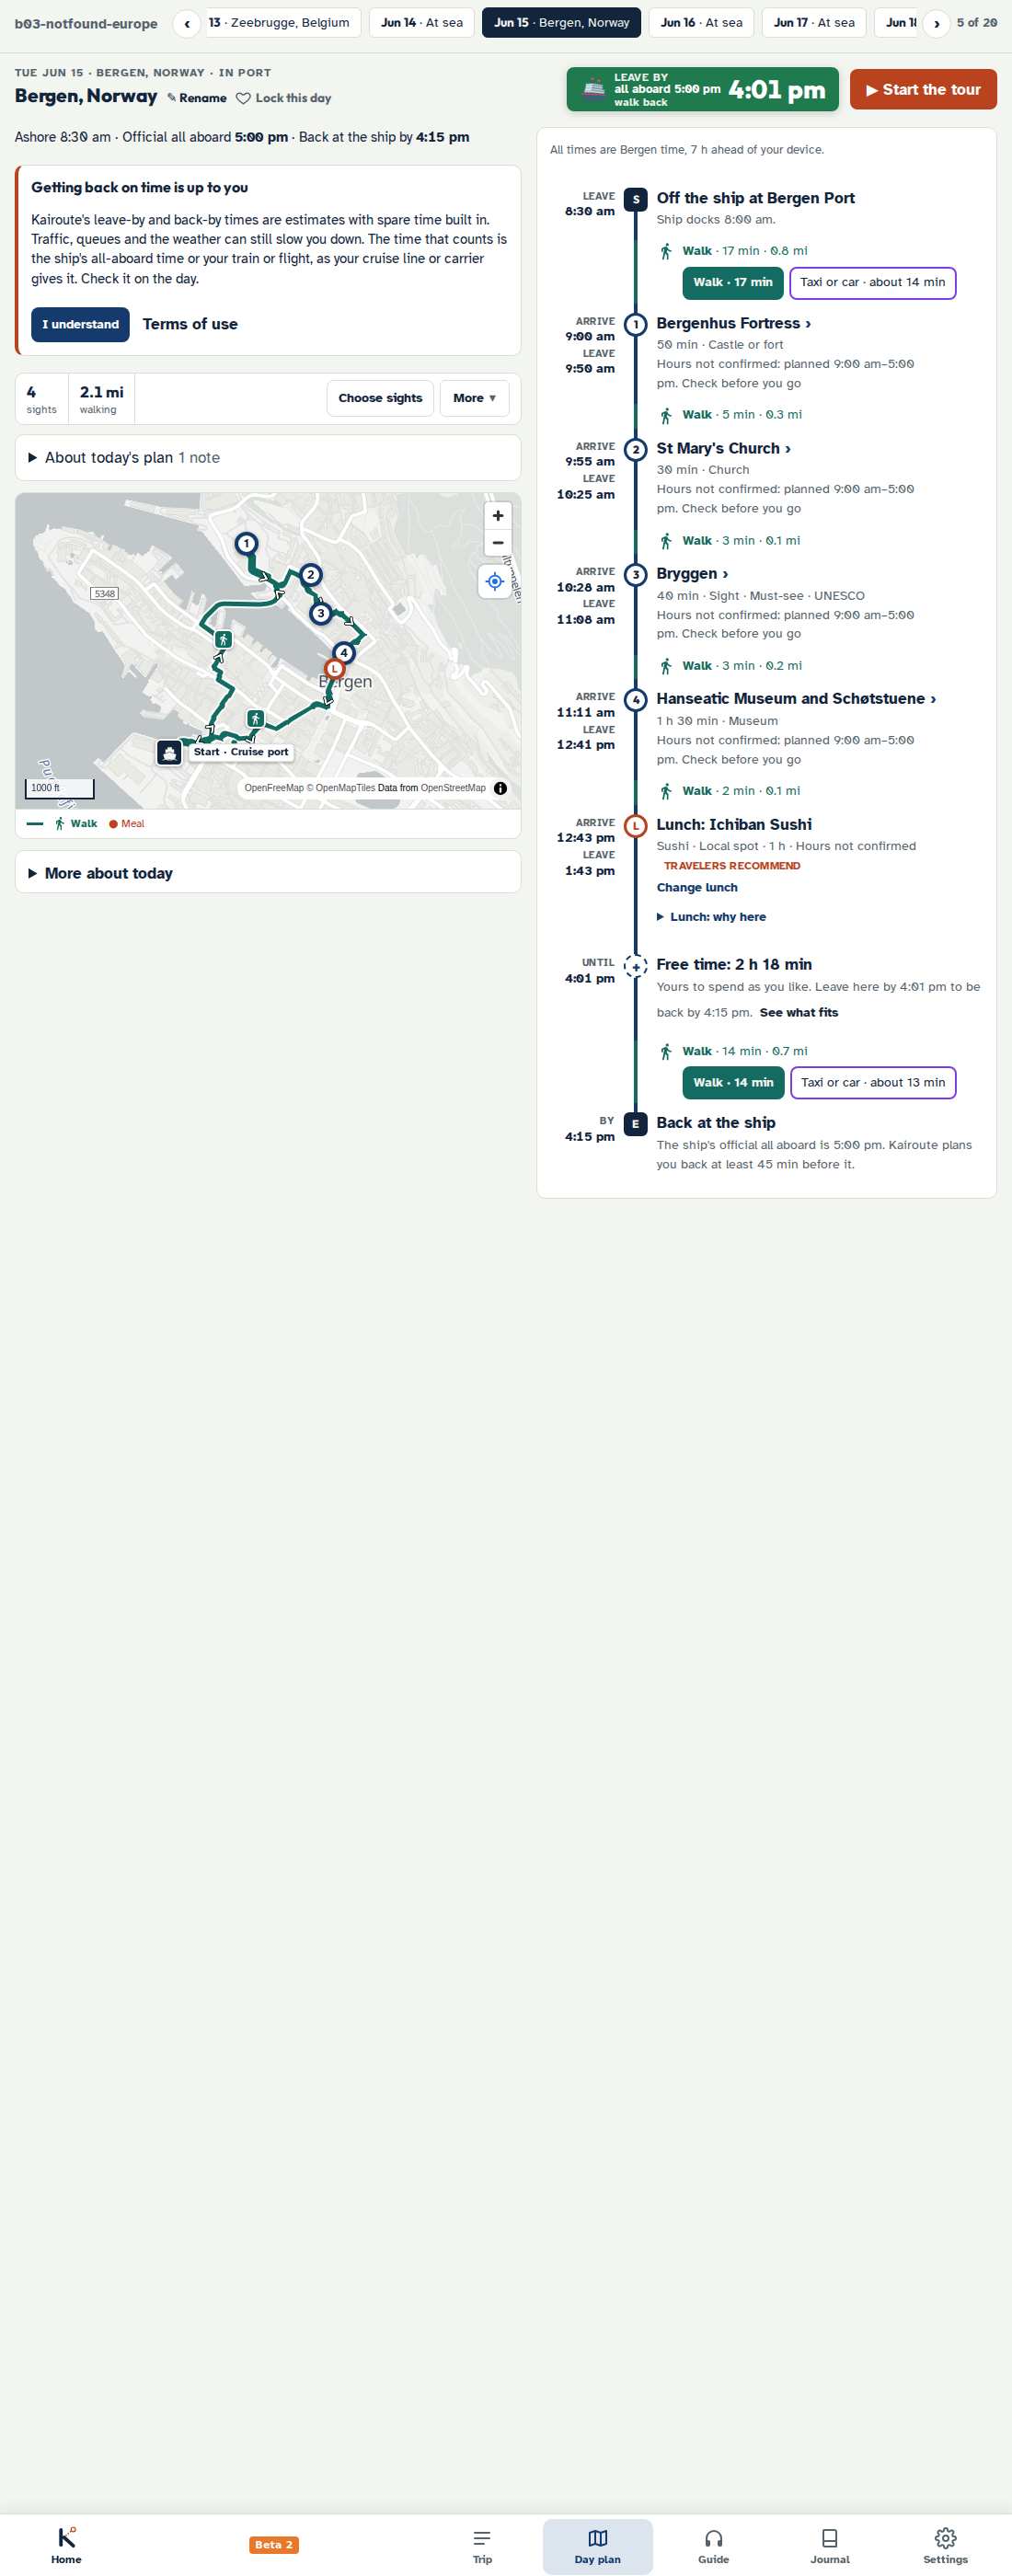 b03-notfound-europe
‹
13 · Zeebrugge, Belgium
Jun 14 · At sea
Jun 15 · Bergen, Norway
Jun 16 · At sea
Jun 17 · At sea
Jun 18
›
5 of 20
TUE JUN 15 · BERGEN, NORWAY · IN PORT
Bergen, Norway
✎ Rename
Lock this day
LEAVE BY
all aboard 5:00 pm
walk back
4:01 pm
▶ Start the tour
Ashore 8:30 am · Official all aboard 5:00 pm · Back at the ship by 4:15 pm
Getting back on time is up to you
Kairoute's leave-by and back-by times are estimates with spare time built in.
Traffic, queues and the weather can still slow you down. The time that counts is
the ship's all-aboard time or your train or flight, as your cruise line or carrier
gives it. Check it on the day.
I understand
Terms of use
4
sights
2.1 mi
walking
Choose sights
More ▼
▶ About today's plan 1 note
+
−
5348
1
2
3
4
L
Bergen
Start · Cruise port
1000 ft
OpenFreeMap © OpenMapTiles Data from OpenStreetMap
Walk
Meal
▶ More about today
All times are Bergen time, 7 h ahead of your device.
LEAVE
8:30 am
S
Off the ship at Bergen Port
Ship docks 8:00 am.
Walk · 17 min · 0.8 mi
Walk · 17 min
Taxi or car · about 14 min
ARRIVE
9:00 am
LEAVE
9:50 am
1
Bergenhus Fortress ›
50 min · Castle or fort
Hours not confirmed: planned 9:00 am–5:00
pm. Check before you go
Walk · 5 min · 0.3 mi
ARRIVE
9:55 am
LEAVE
10:25 am
2
St Mary's Church ›
30 min · Church
Hours not confirmed: planned 9:00 am–5:00
pm. Check before you go
Walk · 3 min · 0.1 mi
ARRIVE
10:28 am
LEAVE
11:08 am
3
Bryggen ›
40 min · Sight · Must-see · UNESCO
Hours not confirmed: planned 9:00 am–5:00
pm. Check before you go
Walk · 3 min · 0.2 mi
ARRIVE
11:11 am
LEAVE
12:41 pm
4
Hanseatic Museum and Schøtstuene ›
1 h 30 min · Museum
Hours not confirmed: planned 9:00 am–5:00
pm. Check before you go
Walk · 2 min · 0.1 mi
ARRIVE
12:43 pm
LEAVE
1:43 pm
L
Lunch: Ichiban Sushi
Sushi · Local spot · 1 h · Hours not confirmed
TRAVELERS RECOMMEND
Change lunch
▶ Lunch: why here
UNTIL
4:01 pm
+
Free time: 2 h 18 min
Yours to spend as you like. Leave here by 4:01 pm to be
back by 4:15 pm. See what fits
Walk · 14 min · 0.7 mi
Walk · 14 min
Taxi or car · about 13 min
BY
4:15 pm
E
Back at the ship
The ship's official all aboard is 5:00 pm. Kairoute plans
you back at least 45 min before it.
Home
Beta 2
Trip
Day plan
Guide
Journal
Settings